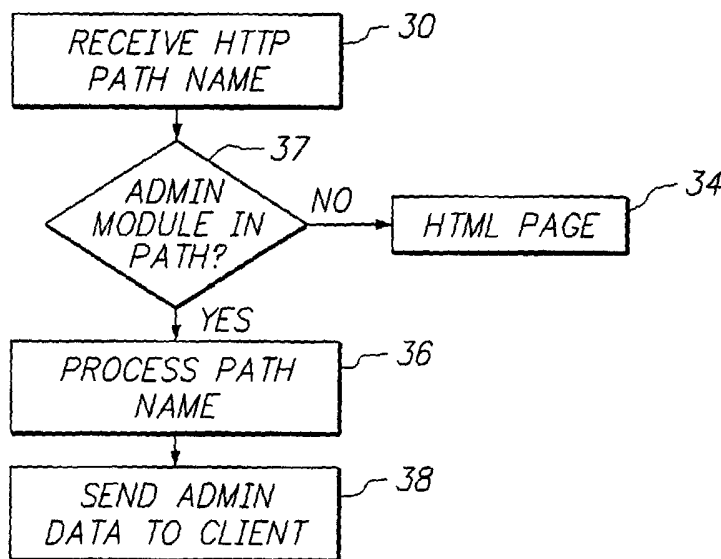 RECEIVE HTTP
PATH NAME
30
37
ADMIN
MODULE IN
PATH?
NO
34
HTML PAGE
YES
36
PROCESS PATH
NAME
38
SEND ADMIN
DATA TO CLIENT